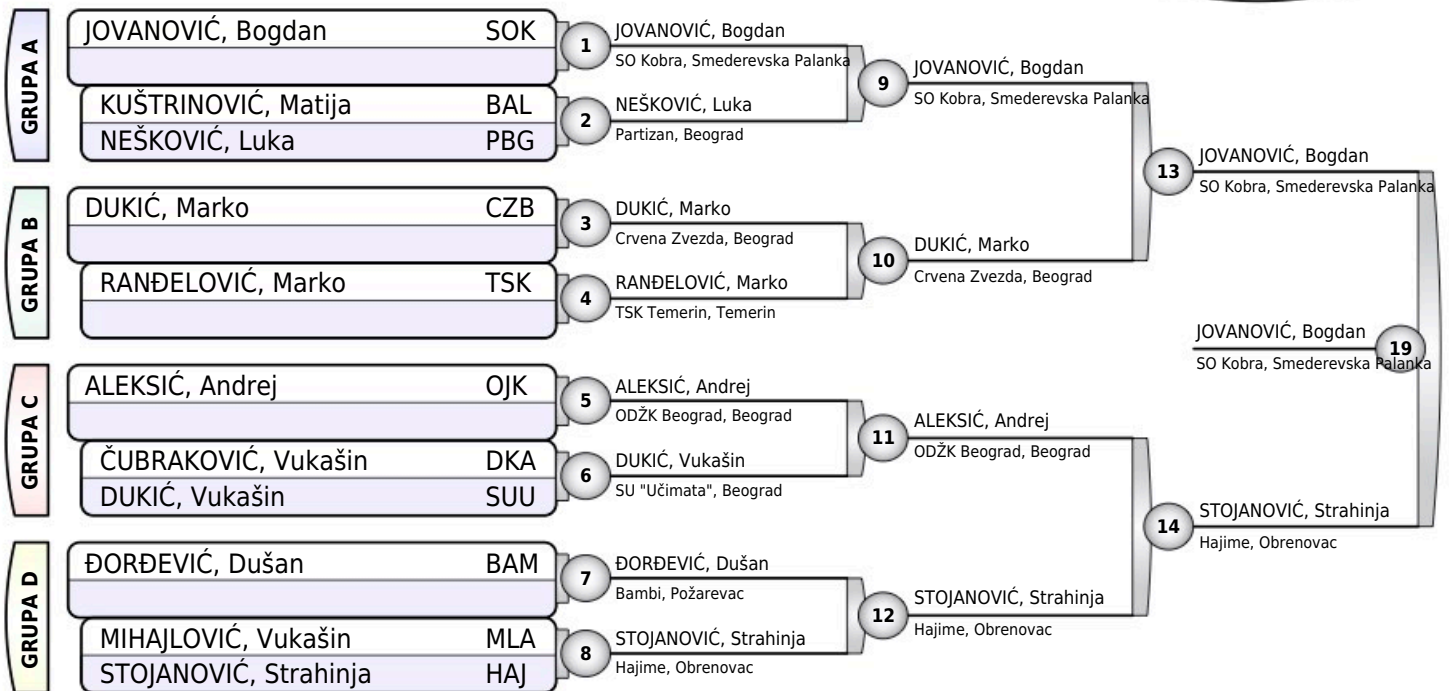 GRUPA A
JOVANOVIĆ, Bogdan SOK
KUŠTRINOVIĆ, Matija BAL
NEŠKOVIĆ, Luka PBG
GRUPA B
DUKIĆ, Marko CZB
RANĐELOVIĆ, Marko TSK
GRUPA C
ALEKSIĆ, Andrej OJK
ČUBRAKOVIĆ, Vukašin DKA
DUKIĆ, Vukašin SUU
GRUPA D
ĐORĐEVIĆ, Dušan BAM
MIHAJLOVIĆ, Vukašin MLA
STOJANOVIĆ, Strahinja HAJ
1
JOVANOVIĆ, Bogdan
SO Kobra, Smederevska Palanka
2
NEŠKOVIĆ, Luka
Partizan, Beograd
3
DUKIĆ, Marko
Crvena Zvezda, Beograd
4
RANĐELOVIĆ, Marko
TSK Temerin, Temerin
5
ALEKSIĆ, Andrej
ODŽK Beograd, Beograd
6
DUKIĆ, Vukašin
SU "Učimata", Beograd
7
ĐORĐEVIĆ, Dušan
Bambi, Požarevac
8
STOJANOVIĆ, Strahinja
Hajime, Obrenovac
9
JOVANOVIĆ, Bogdan
SO Kobra, Smederevska Palanka
10
DUKIĆ, Marko
Crvena Zvezda, Beograd
11
ALEKSIĆ, Andrej
ODŽK Beograd, Beograd
12
STOJANOVIĆ, Strahinja
Hajime, Obrenovac
13
JOVANOVIĆ, Bogdan
SO Kobra, Smederevska Palanka
14
STOJANOVIĆ, Strahinja
Hajime, Obrenovac
JOVANOVIĆ, Bogdan
19
SO Kobra, Smederevska Palanka